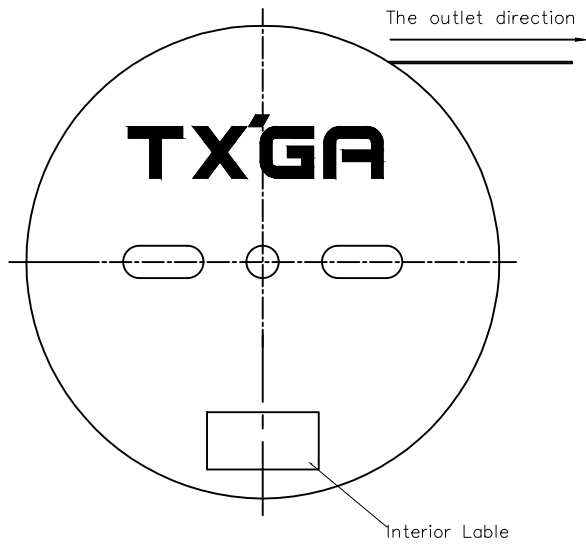 The outlet direction
TX'GA
Interior Lable